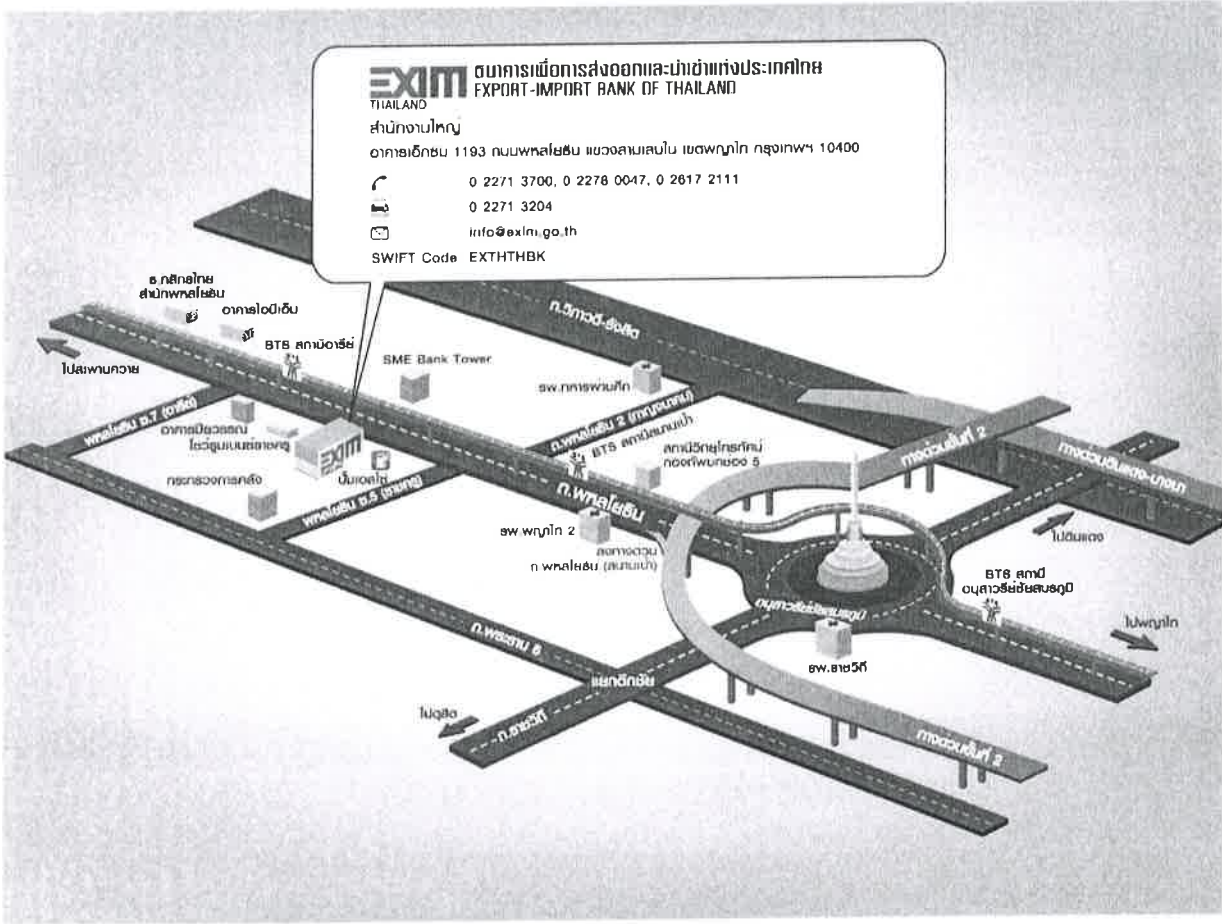 EXIM
THAILAND
ธนาคารเพื่อการส่งออกและนำเข้าแห่งประเทศไทย
EXPORT-IMPORT BANK OF THAILAND
สำนักงานใหญ่
อาคารเอ็กซิม 1193 ถนนพหลโยธิน แขวงสามเสนใน เขตพญาไท กรุงเทพฯ 10400
0 2271 3700, 0 2278 0047, 0 2617 2111
0 2271 3204
info@exim.go.th
SWIFT Code EXTHTHBK
ธ.กสิกรไทย
สำนักพหลโยธิน
อาคารไอบีเอ็ม
BTS สถานีอารีย์
SME Bank Tower
ถ.วิภาวดี-รังสิต
ไปสะพานควาย
รพ.ทหารผ่านศึก
พหลโยธิน ซ.7 (อารีย์)
อาคารปิยวรรณ
โชว์รูมเบนซ์ราชครู
EXIM
ปั๊มเอสโซ่
กระทรวงการคลัง
พหลโยธิน ซ.5 (ราชครู)
ถ.พหลโยธิน 2 (กาญจนาคม)
BTS สถานีสนามเป้า
สถานีวิทยุโทรทัศน์
กองทัพบกช่อง 5
ถ.พหลโยธิน
ทางด่วนขั้นที่ 2
ทางด่วนดินแดง-บางนา
รพ.พญาไท 2
ลงทางด่วน
ถ.พหลโยธิน (สนามเป้า)
ไปดินแดง
BTS สถานี
อนุสาวรีย์ชัยสมรภูมิ
อนุสาวรีย์ชัยสมรภูมิ
ไปพญาไท
รพ.ราชวิถี
ถ.พระราม 6
แยกตึกชัย
ไปดุสิต
ถ.ราชวิถี
ทางด่วนขั้นที่ 2